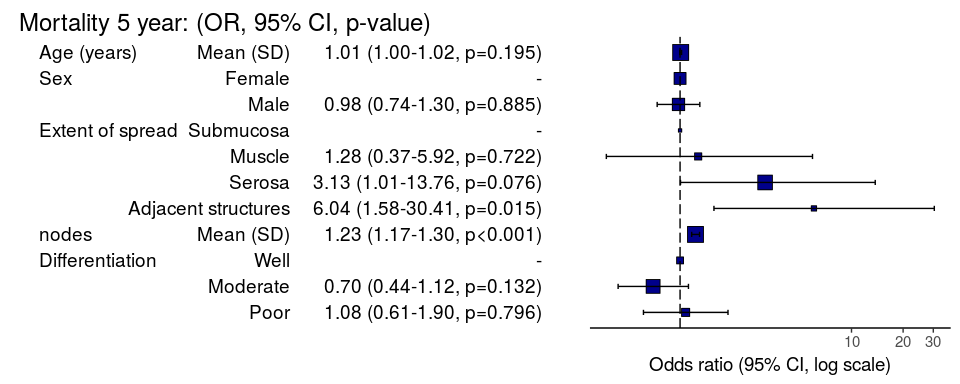 Mortality 5 year: (OR, 95% CI, p-value)
Age (years) Mean (SD) 1.01 (1.00-1.02, p=0.195)
Sex Female -
Male 0.98 (0.74-1.30, p=0.885)
Extent of spread Submucosa -
Muscle 1.28 (0.37-5.92, p=0.722)
Serosa 3.13 (1.01-13.76, p=0.076)
Adjacent structures 6.04 (1.58-30.41, p=0.015)
nodes Mean (SD) 1.23 (1.17-1.30, p<0.001)
Differentiation Well -
Moderate 0.70 (0.44-1.12, p=0.132)
Poor 1.08 (0.61-1.90, p=0.796)
10 20 30
Odds ratio (95% CI, log scale)